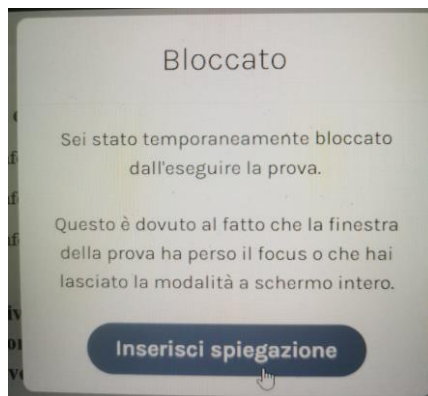 Bloccato
Sei stato temporaneamente bloccato
dall'eseguire la prova.
Questo è dovuto al fatto che la finestra
della prova ha perso il focus o che hai
lasciato la modalità a schermo intero.
Inserisci spiegazione